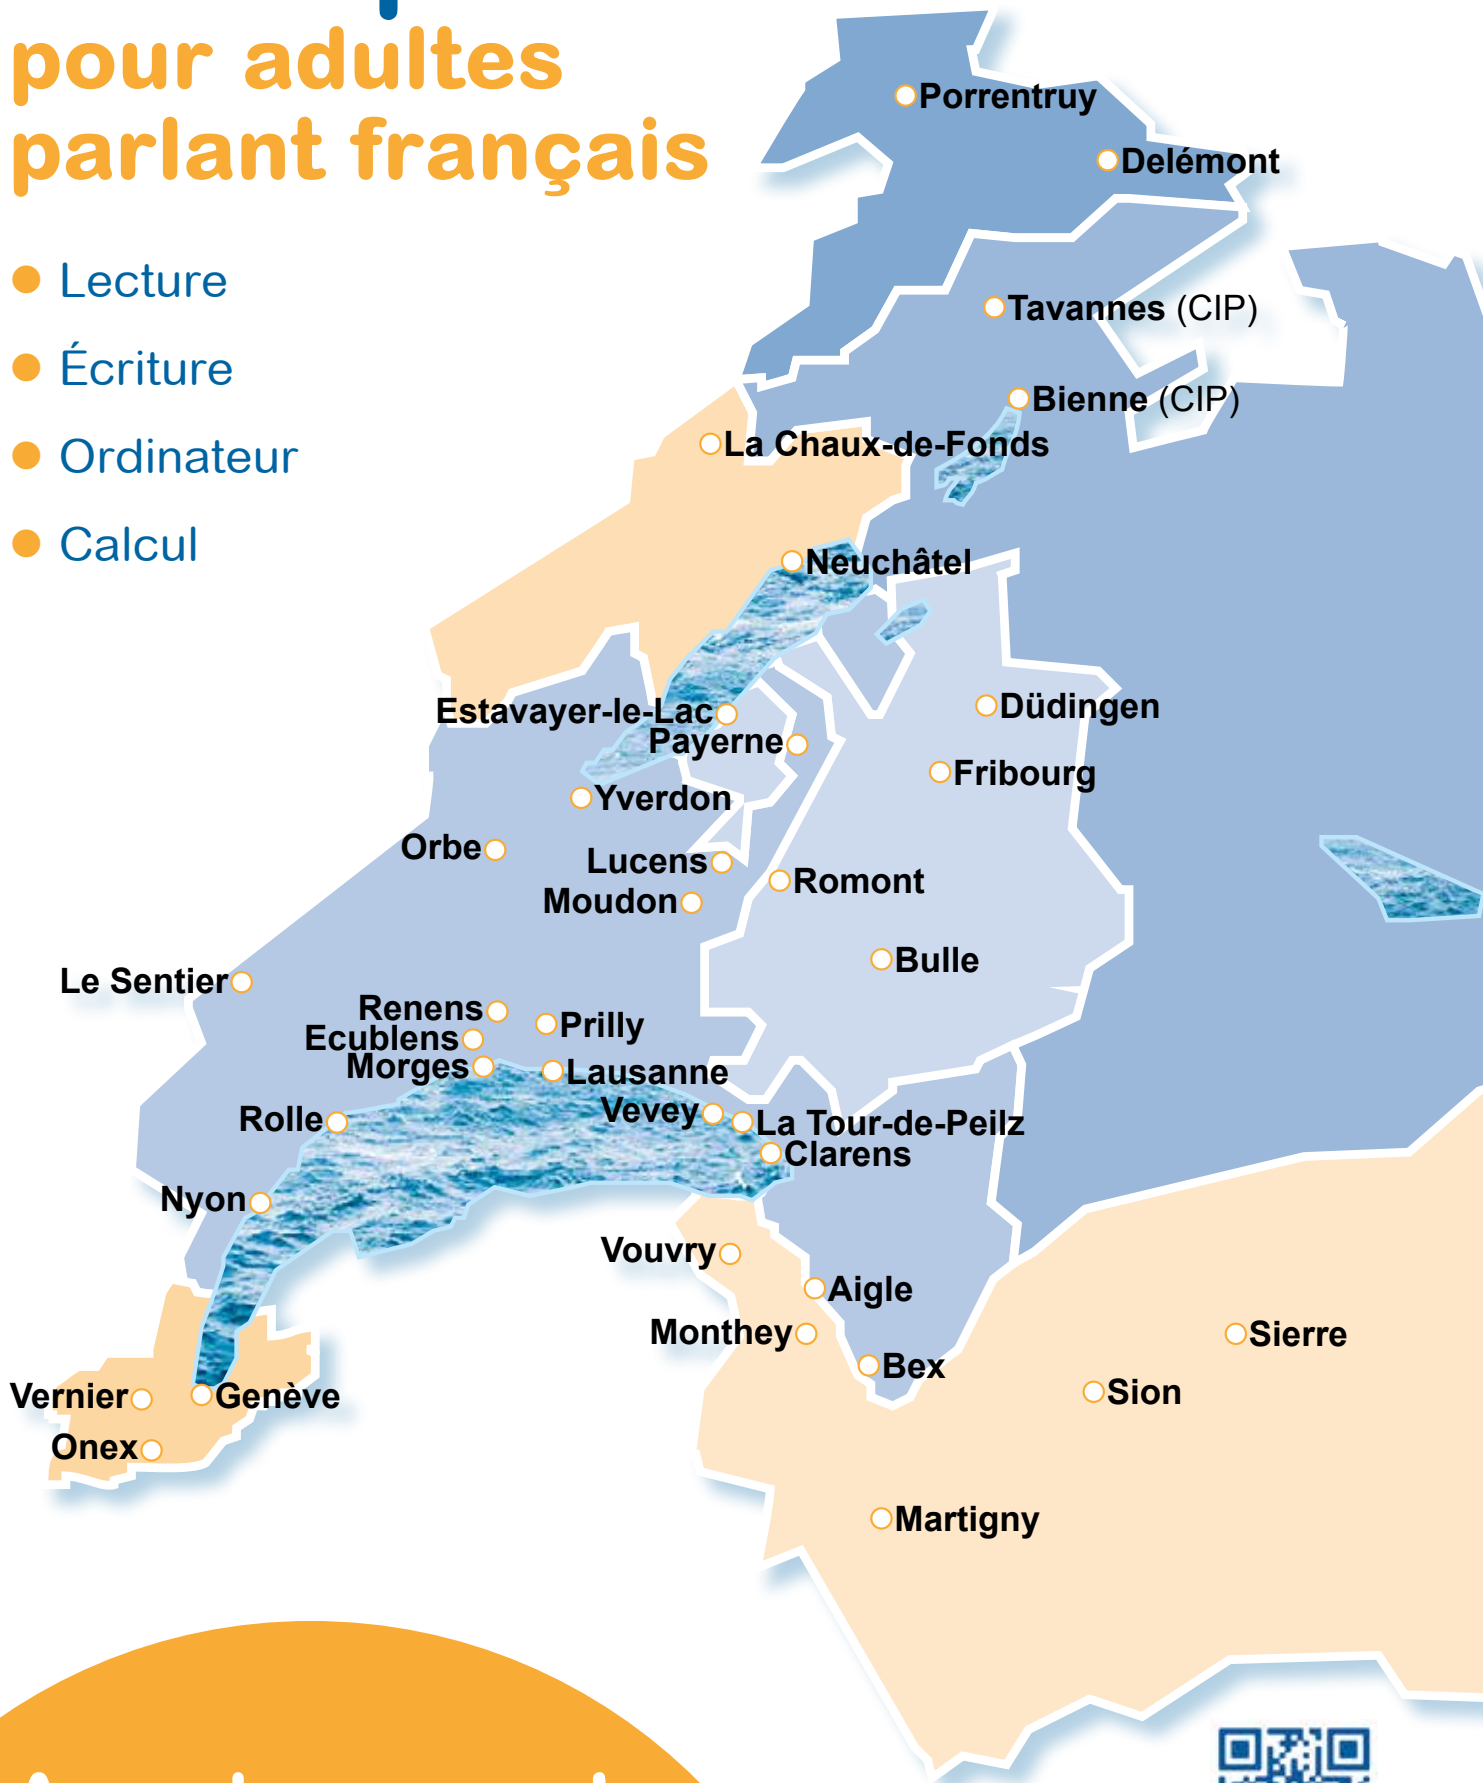 pour adultes
parlant français
Lecture
Écriture
Ordinateur
Calcul
Porrentruy
Delémont
Tavannes (CIP)
Bienne (CIP)
La Chaux-de-Fonds
Neuchâtel
Estavayer-le-Lac
Düdingen
Payerne
Fribourg
Yverdon
Orbe
Lucens
Romont
Moudon
Bulle
Le Sentier
Renens
Prilly
Ecublens
Morges
Lausanne
Vevey
Rolle
La Tour-de-Peilz
Clarens
Nyon
Vouvry
Aigle
Monthey
Sierre
Bex
Sion
Vernier
Genève
Onex
Martigny